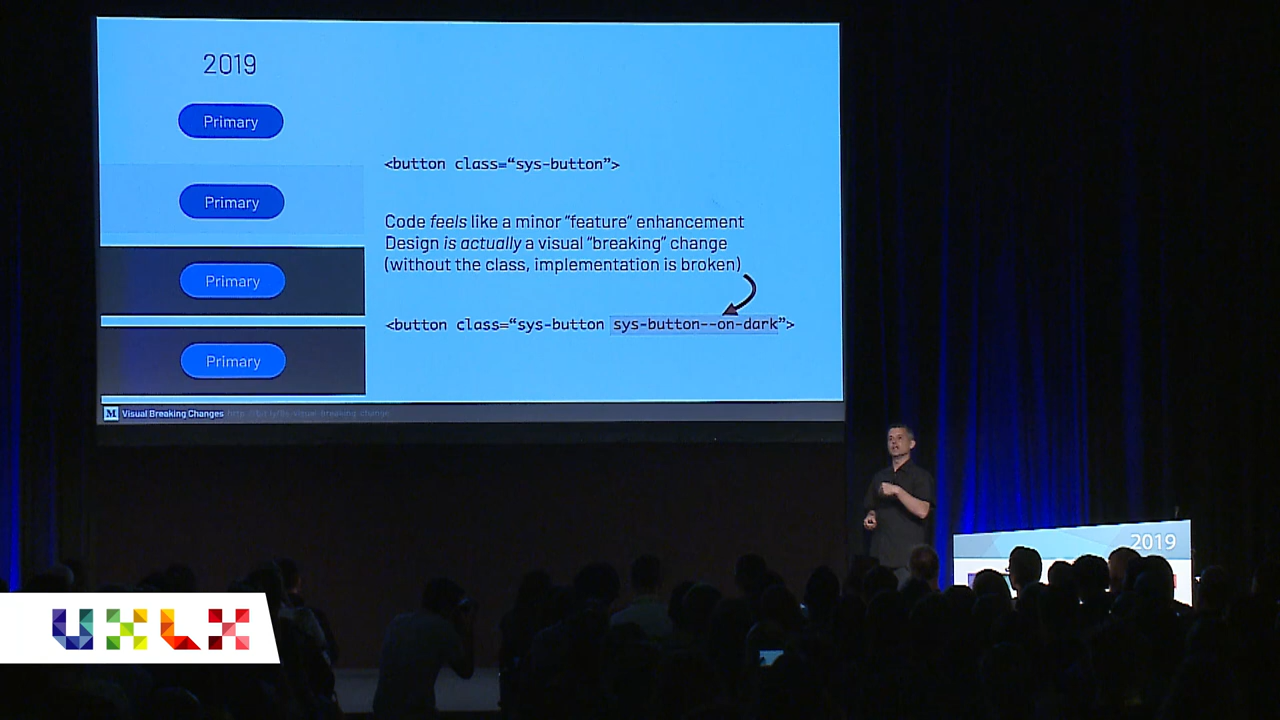 2019
Primary
<button class=“sys-button”>
Primary
Code feels like a minor “feature” enhancement
Design is actually a visual “breaking” change
(without the class, implementation is broken)
Primary
<button class=“sys-button sys-button--on-dark”>
Primary
M Visual Breaking Changes
2019
UXLX